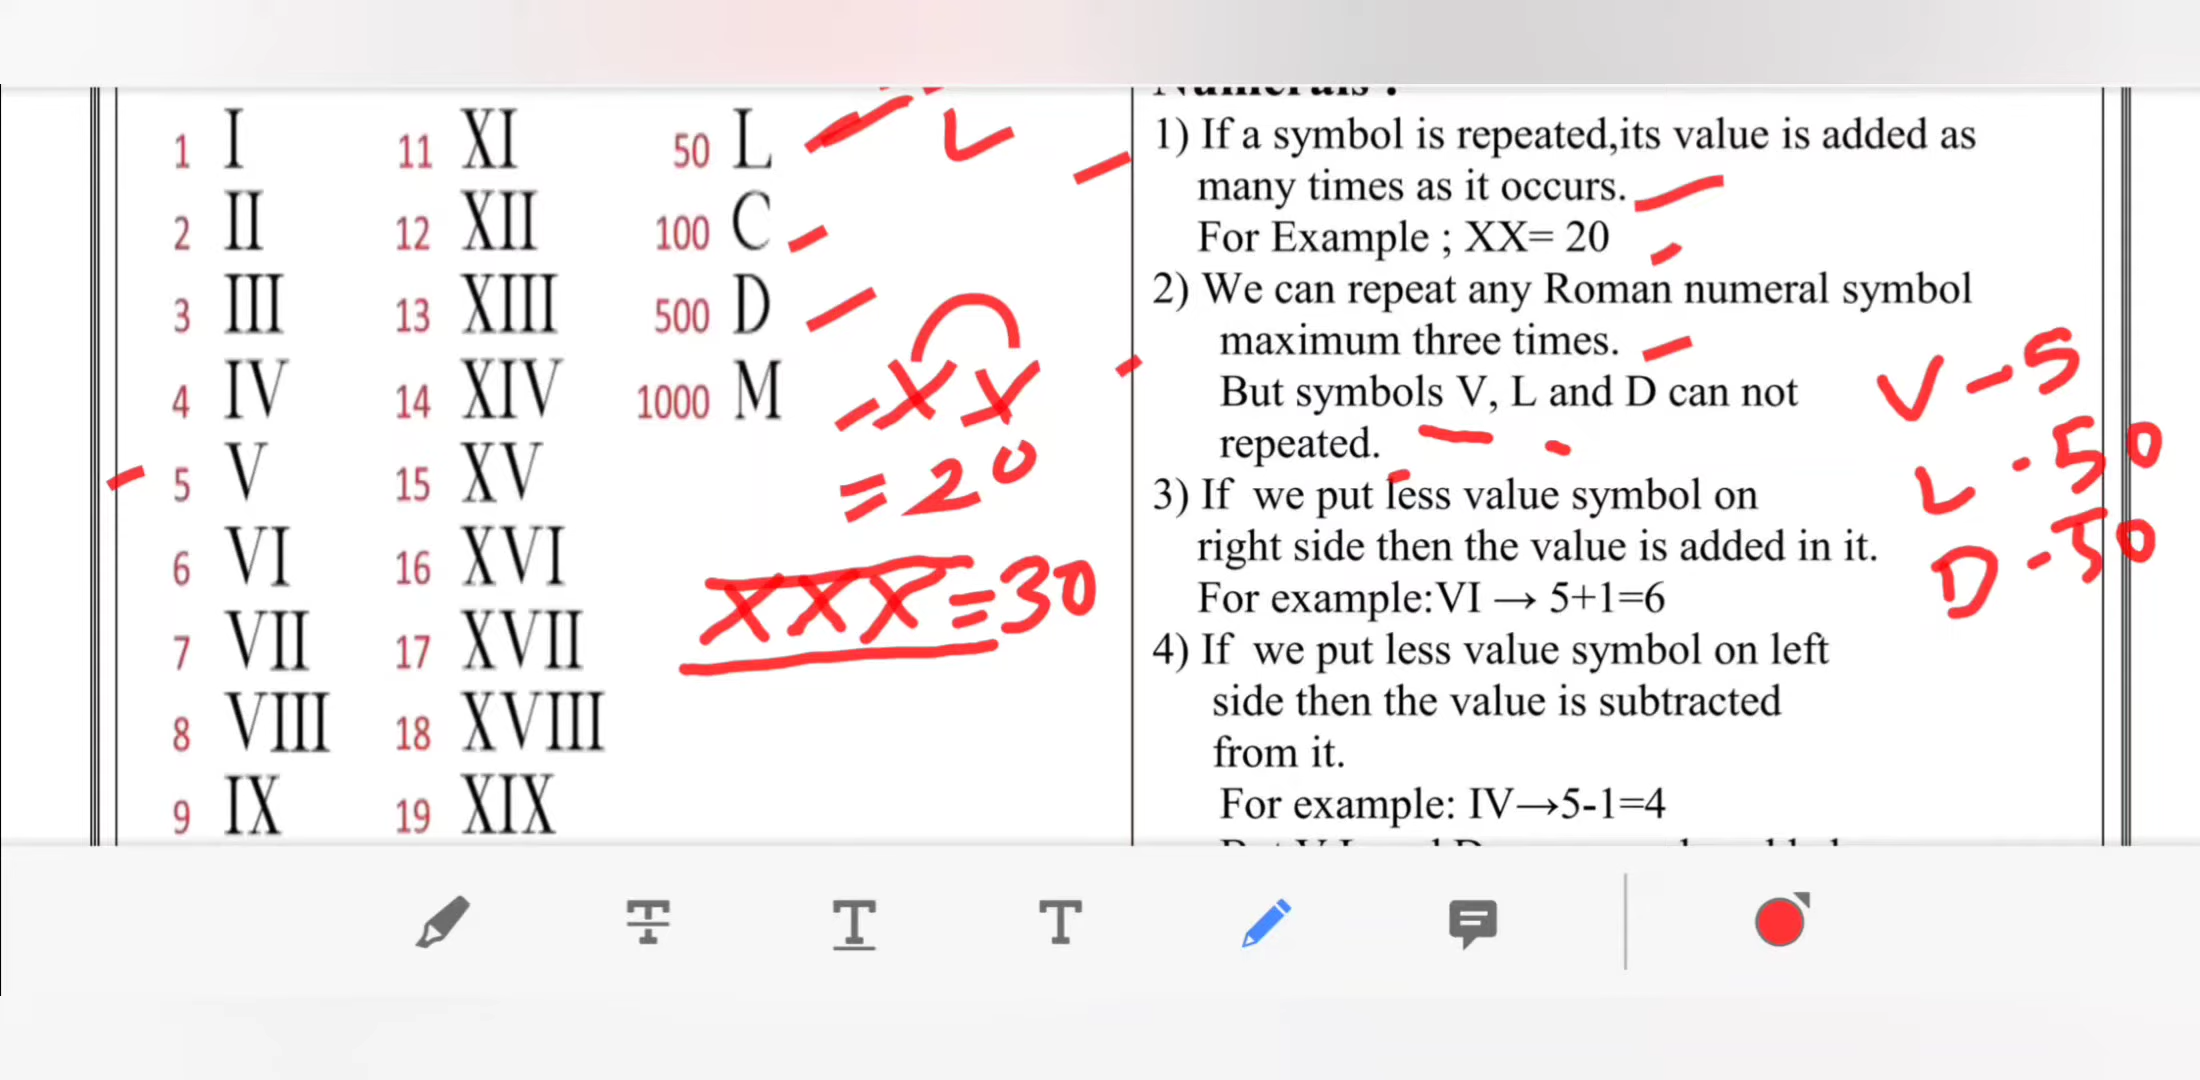 1 I 11 XI 50 L
2 II 12 XII 100 C
3 III 13 XIII 500 D
4 IV 14 XIV 1000 M
5 V 15 XV
6 VI 16 XVI
7 VII 17 XVII
8 VIII 18 XVIII
9 IX 19 XIX
L
XX
=20
XXX=30
Numerals :
1) If a symbol is repeated,its value is added as
many times as it occurs.
For Example ; XX= 20
2) We can repeat any Roman numeral symbol
maximum three times.
But symbols V, L and D can not
repeated.
3) If we put less value symbol on
right side then the value is added in it.
For example:VI → 5+1=6
4) If we put less value symbol on left
side then the value is subtracted
from it.
For example: IV→5-1=4
V-5
L-50
D-50
T T T